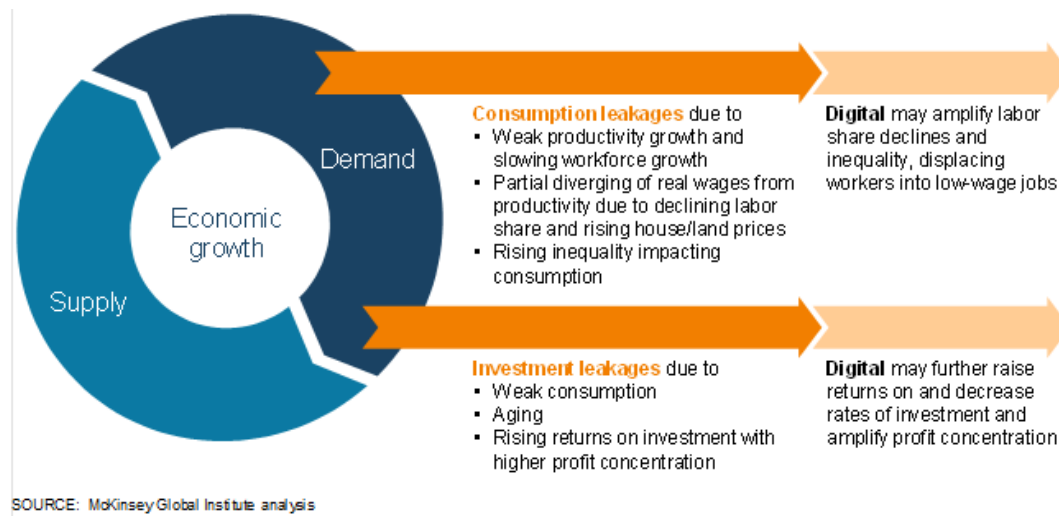 Demand
Economic
growth
Supply
Consumption leakages due to
▪ Weak productivity growth and
slowing workforce growth
▪ Partial diverging of real wages from
productivity due to declining labor
share and rising house/land prices
▪ Rising inequality impacting
consumption
Digital may amplify labor
share declines and
inequality, displacing
workers into low-wage jobs
Investment leakages due to
▪ Weak consumption
▪ Aging
▪ Rising returns on investment with
higher profit concentration
Digital may further raise
returns on and decrease
rates of investment and
amplify profit concentration
SOURCE: McKinsey Global Institute analysis